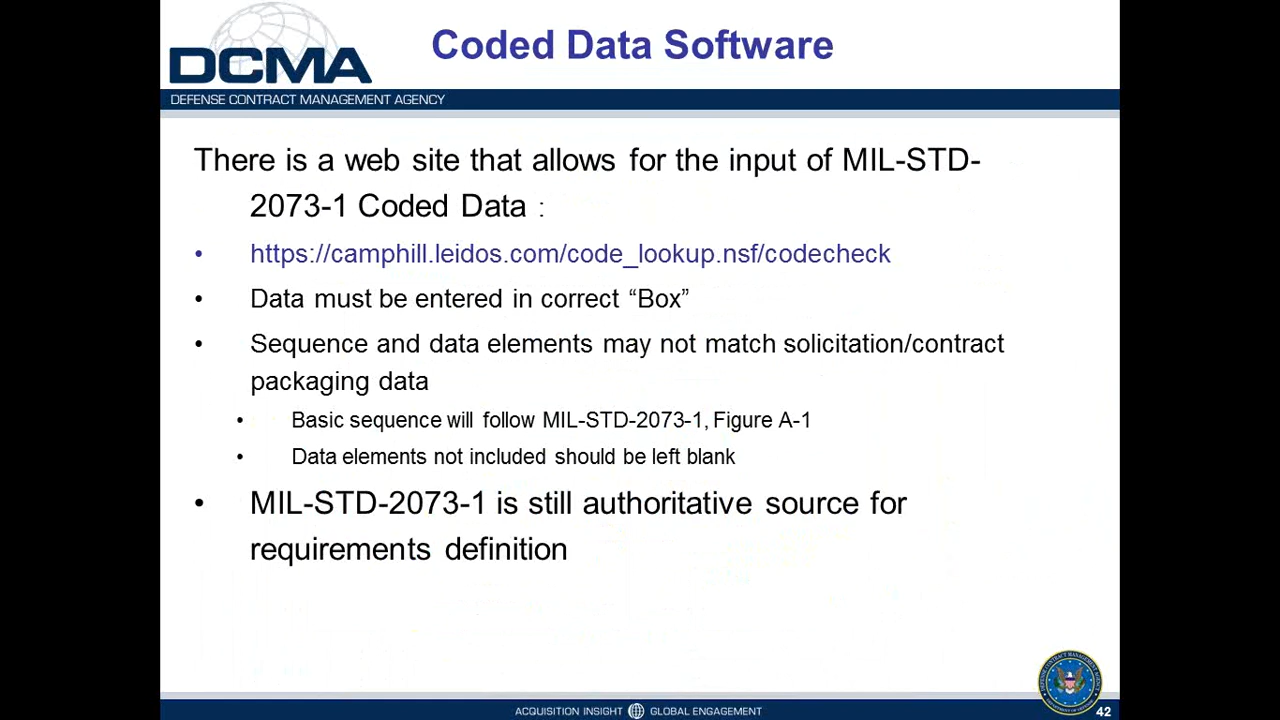 Coded Data Software
DCMA
DEFENSE CONTRACT MANAGEMENT AGENCY
There is a web site that allows for the input of MIL-STD-
2073-1 Coded Data :
• https://camphill.leidos.com/code_lookup.nsf/codecheck
• Data must be entered in correct “Box”
• Sequence and data elements may not match solicitation/contract
packaging data
• Basic sequence will follow MIL-STD-2073-1, Figure A-1
• Data elements not included should be left blank
• MIL-STD-2073-1 is still authoritative source for
requirements definition
ACQUISITION INSIGHT GLOBAL ENGAGEMENT
DEFENSE CONTRACT MANAGEMENT AGENCY
42